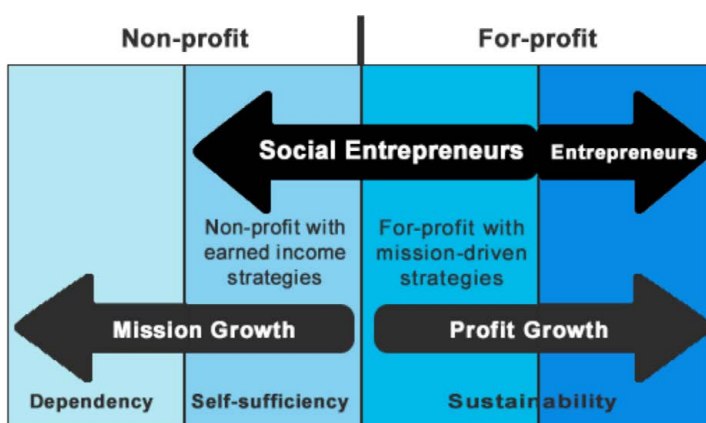 Non-profit For-profit
Social Entrepreneurs Entrepreneurs
Non-profit with
earned income
strategies
For-profit with
mission-driven
strategies
Mission Growth Profit Growth
Dependency Self-sufficiency Sustainability